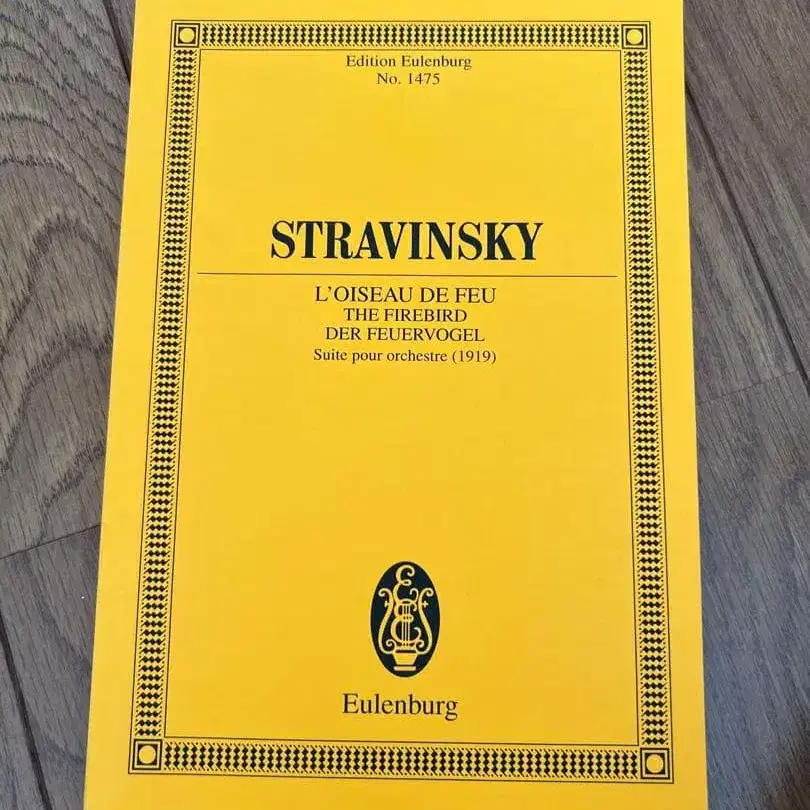 Edition Eulenburg
No. 1475
STRAVINSKY
L'OISEAU DE FEU
THE FIREBIRD
DER FEUERVOGEL
Suite pour orchestre (1919)
Eulenburg